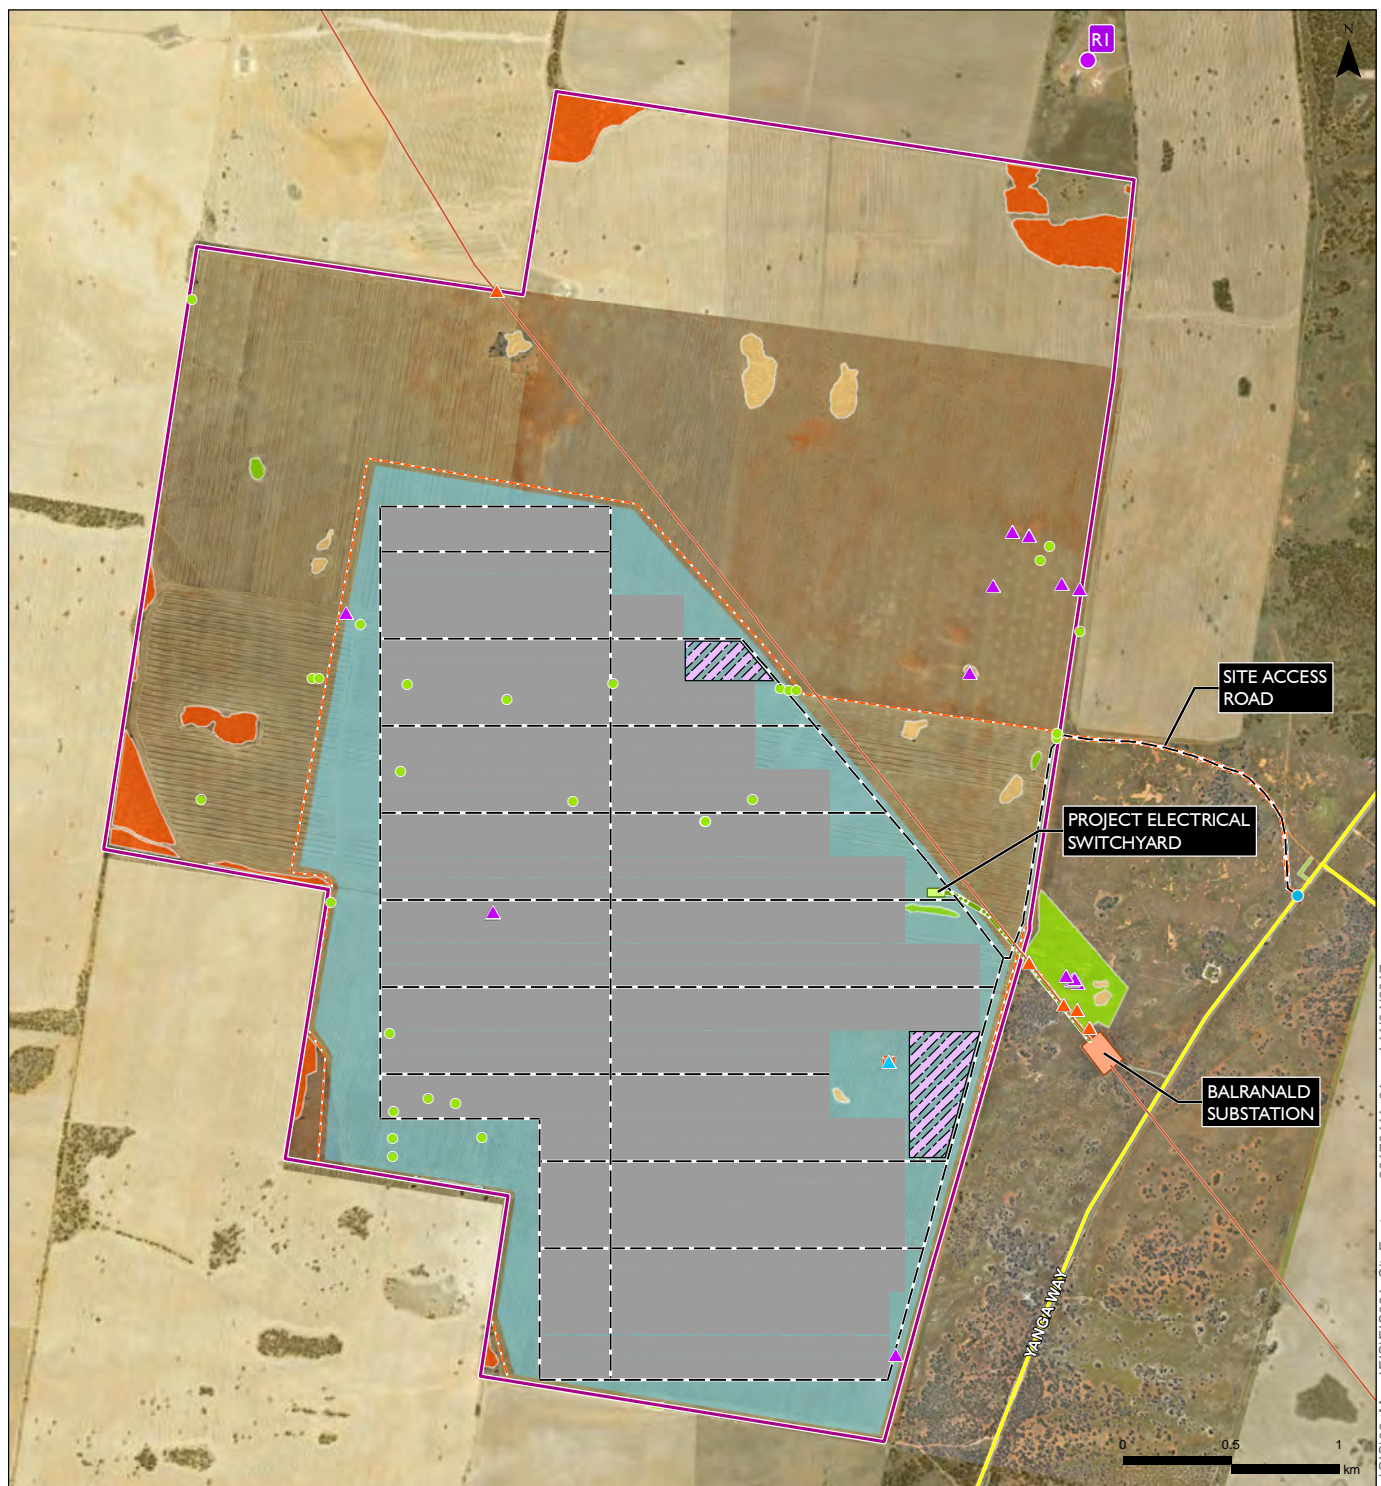 R1
N
SITE ACCESS
ROAD
PROJECT ELECTRICAL
SWITCHYARD
BALRANALD
SUBSTATION
YANGA WAY
0 0.5 1
km